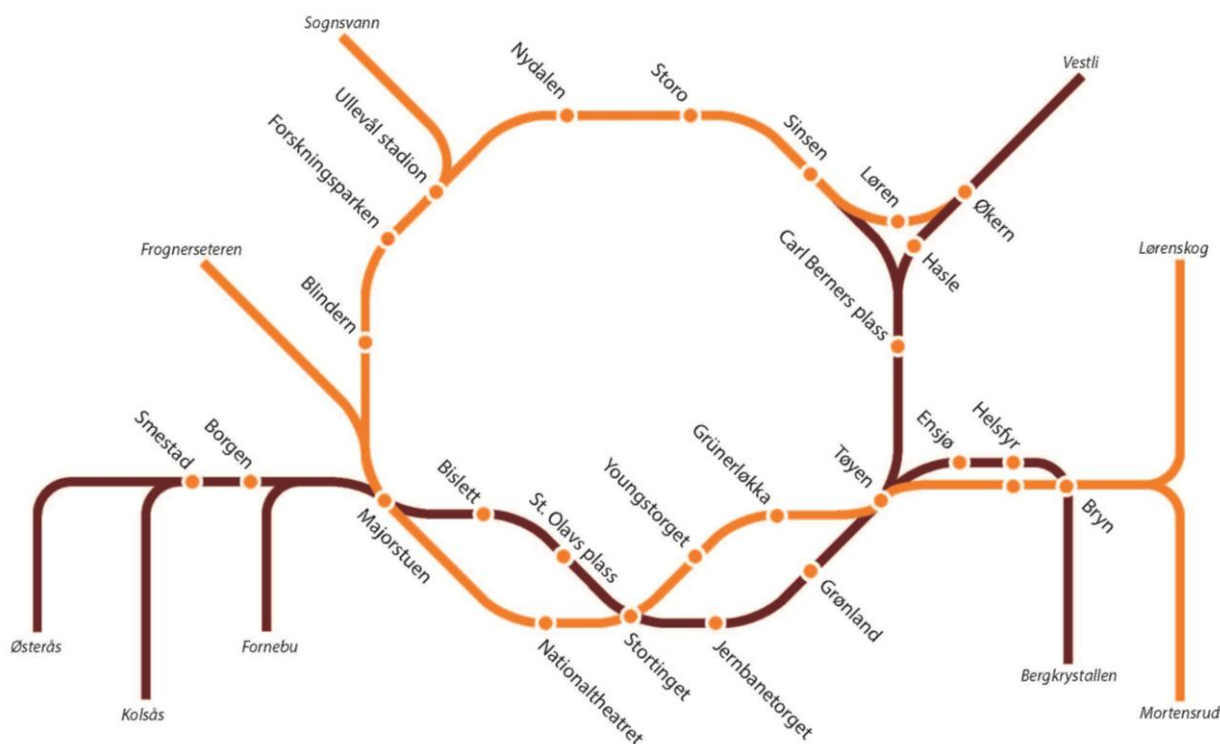 Sognsvann
Nydalen
Storo
Vestli
Ullevål stadion
Sinsen
Forskningsparken
Løren
Økern
Frognerseteren
Carl Berners plass
Hasle
Lørenskog
Blindern
Smestad
Borgen
Bislett
St. Olavs plass
Youngstorget
Grünerløkka
Tøyen
Ensjø
Helsfyr
Bryn
Majorstuen
Grønland
Østerås
Fornebu
Nationaltheatret
Stortinget
Jernbanetorget
Bergkrystallen
Kolsås
Mortensrud